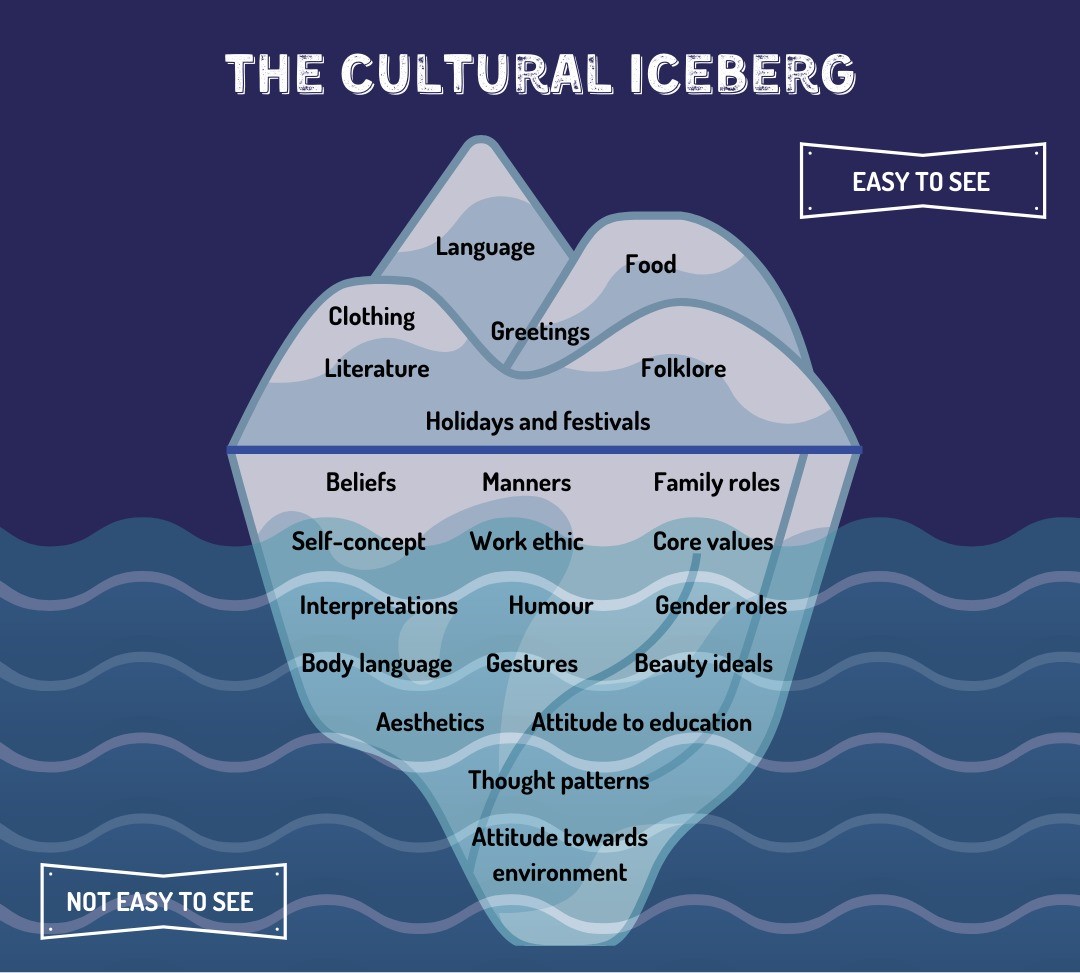 THE CULTURAL ICEBERG
EASY TO SEE
Language
Food
Clothing
Greetings
Literature
Folklore
Holidays and festivals
Beliefs Manners Family roles
Self-concept Work ethic Core values
Interpretations Humour Gender roles
Body language Gestures Beauty ideals
Aesthetics Attitude to education
Thought patterns
Attitude towards
environment
NOT EASY TO SEE